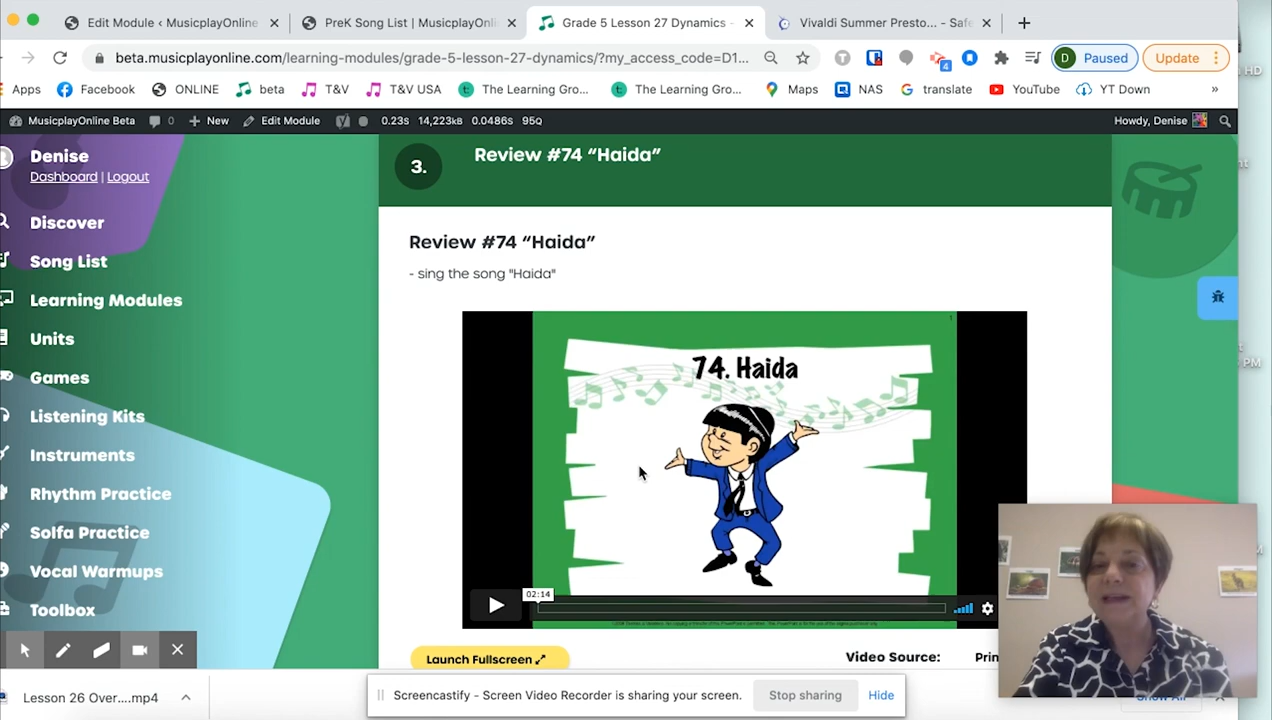 Edit Module ‹ MusicplayOnline
PreK Song List | MusicplayOnli
Grade 5 Lesson 27 Dynamics -
Vivaldi Summer Presto... - Safe
beta.musicplayonline.com/learning-modules/grade-5-lesson-27-dynamics/?my_access_code=D1...
4
D Paused
Update
Apps
Facebook
ONLINE
beta
T&V
T&V USA
The Learning Gro...
The Learning Gro...
Maps
NAS
translate
YouTube
YT Down
»
MusicplayOnline Beta
0
New
Edit Module
0.23s
14,223kB
0.0486s
95Q
Howdy, Denise
Denise
Dashboard | Logout
Discover
Song List
Learning Modules
Units
Games
Listening Kits
Instruments
Rhythm Practice
Solfa Practice
Vocal Warmups
Toolbox
3.
Review #74 “Haida”
Review #74 “Haida”
- sing the song "Haida"
74. Haida
02:14
Launch Fullscreen
Video Source:
Prin
Lesson 26 Over....mp4
Screencastify - Screen Video Recorder is sharing your screen.
Stop sharing
Hide
Show All
HD
PM